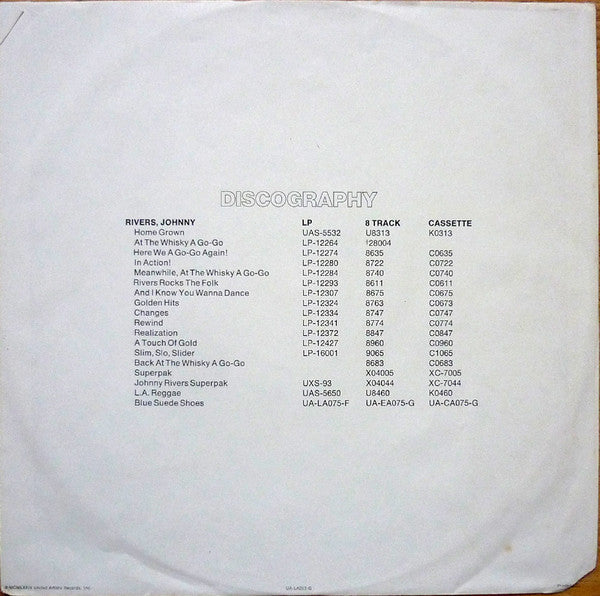 DISCOGRAPHY
RIVERS, JOHNNY LP 8 TRACK CASSETTE
Home Grown UAS-5532 U8313 K0313
At The Whisky A Go-Go LP-12264 †28004
Here We A Go-Go Again! LP-12274 8635 C0635
In Action! LP-12280 8722 C0722
Meanwhile, At The Whisky A Go-Go LP-12284 8740 C0740
Rivers Rocks The Folk LP-12293 8611 C0611
And I Know You Wanna Dance LP-12307 8675 C0675
Golden Hits LP-12324 8763 C0673
Changes LP-12334 8747 C0747
Rewind LP-12341 8774 C0774
Realization LP-12372 8847 C0847
A Touch Of Gold LP-12427 8960 C0960
Slim, Slo, Slider LP-16001 9065 C1065
Back At The Whisky A Go-Go 8683 C0683
Superpak X04005 XC-7005
Johnny Rivers Superpak UXS-93 X04044 XC-7044
L.A. Reggae UAS-5650 U8460 K0460
Blue Suede Shoes UA-LA075-F UA-EA075-G UA-CA075-G
United Artists Records, Inc.